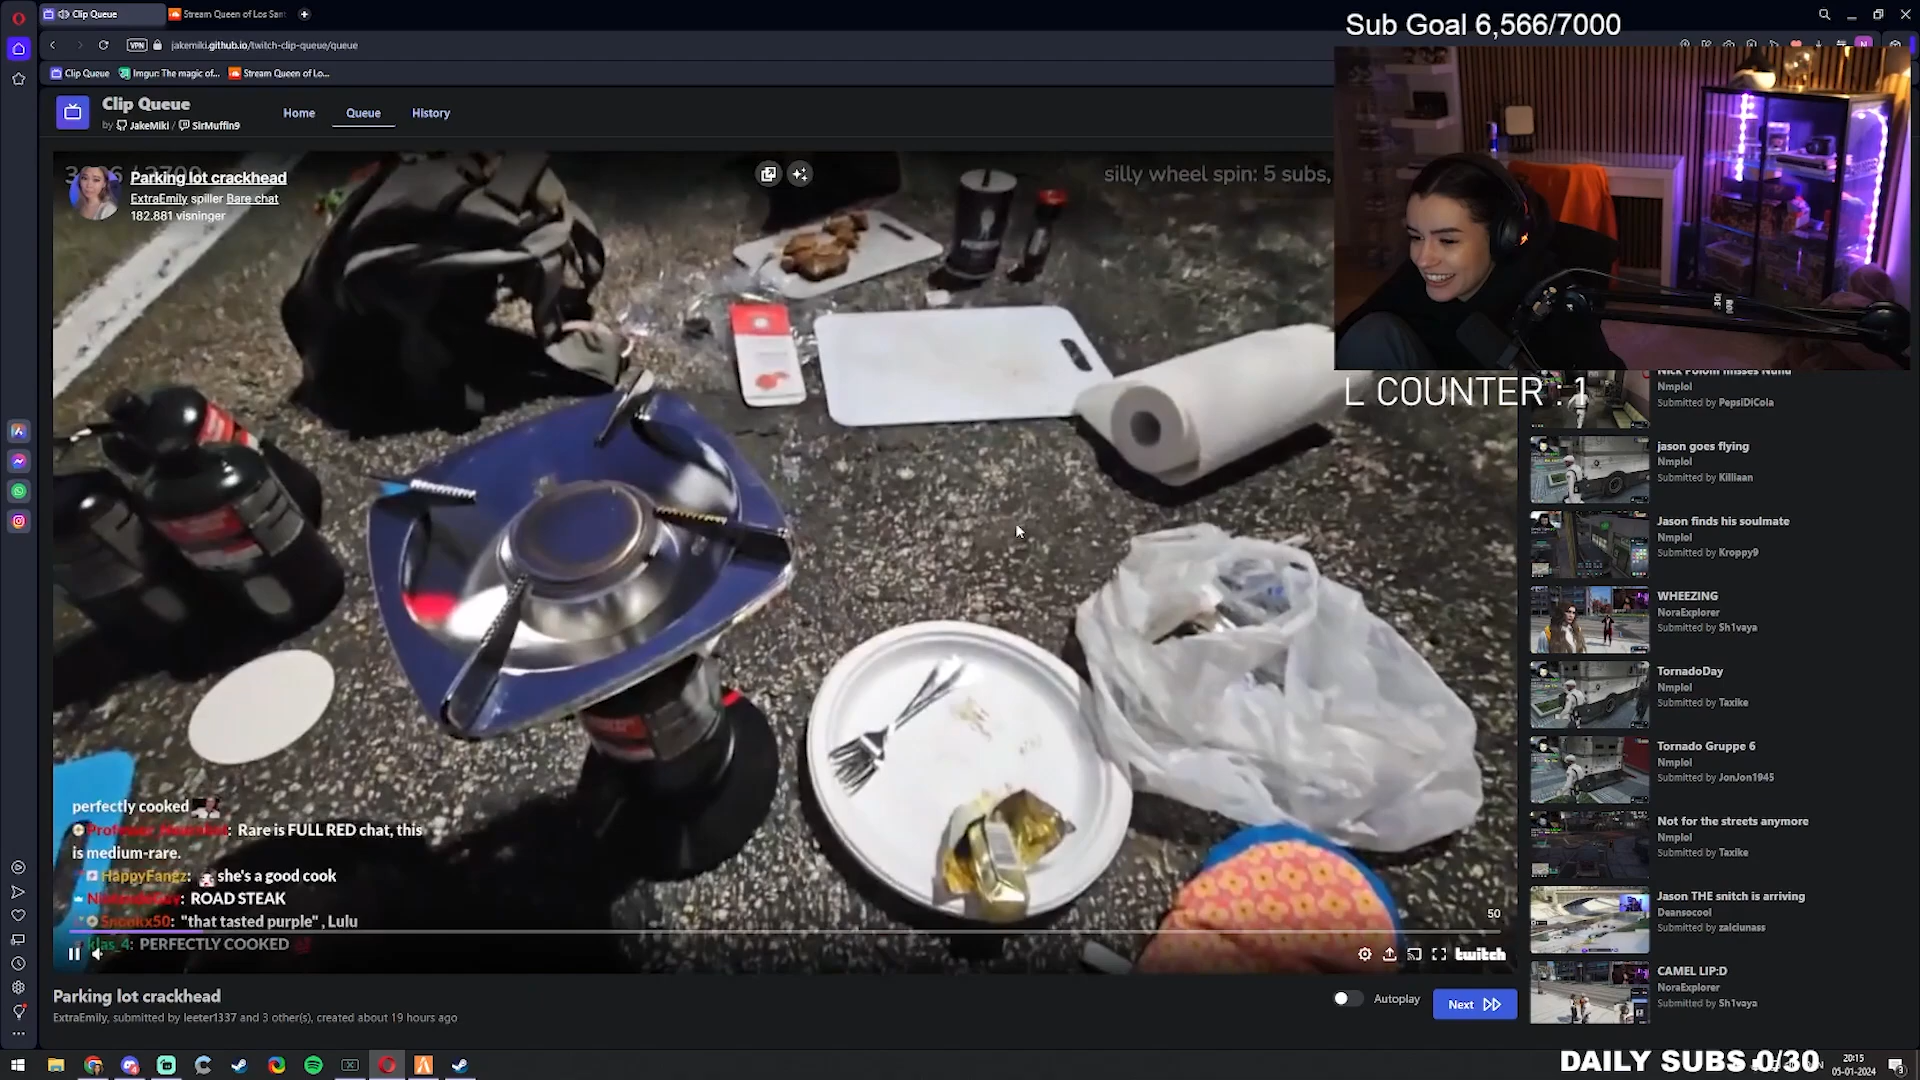 Clip Queue
Stream Queen of Los Sant
Sub Goal 6,566/7000
VPN
jakemiki.github.io/twitch-clip-queue/queue
Clip Queue
Imgur: The magic of...
Stream Queen of Lo...
Clip Queue
by JakeMiki / SirMuffin9
Home
Queue
History
Parking lot crackhead
ExtraEmily spiller Bare chat
182.881 visninger
silly wheel spin: 5 subs,
L COUNTER : 1
Nmplol
Submitted by PepsiDiCola
jason goes flying
Nmplol
Submitted by Killiaan
Jason finds his soulmate
Nmplol
Submitted by Kroppy9
WHEEZING
NoraExplorer
Submitted by Sh1vaya
TornadoDay
Nmplol
Submitted by Taxike
Tornado Gruppe 6
Nmplol
Submitted by JonJon1945
Not for the streets anymore
Nmplol
Submitted by Taxike
Jason THE snitch is arriving
Deansocool
Submitted by zalciunass
CAMEL LIP:D
NoraExplorer
Submitted by Sh1vaya
perfectly cooked
: Rare is FULL RED chat, this
is medium-rare.
HappyFangz: she's a good cook
: ROAD STEAK
Snookx50: "that tasted purple" , Lulu
klas_4: PERFECTLY COOKED
50
twitch
Parking lot crackhead
ExtraEmily, submitted by leeter1337 and 3 other(s), created about 19 hours ago
Autoplay
Next
DAILY SUBS 0/30
20:15
05-01-2024